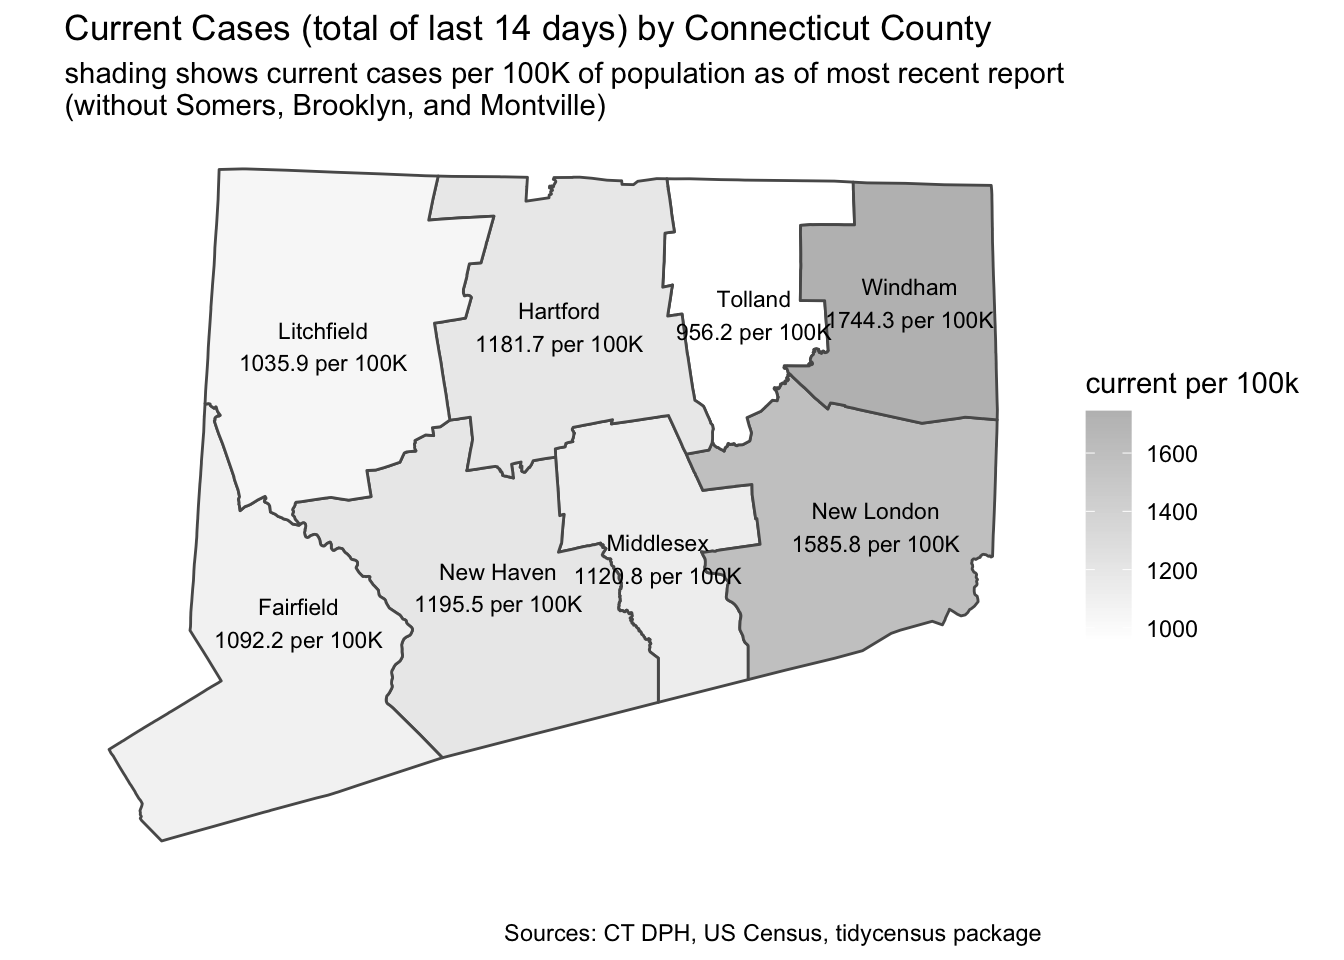 Current Cases (total of last 14 days) by Connecticut County
shading shows current cases per 100K of population as of most recent report
(without Somers, Brooklyn, and Montville)
Windham
1744.3 per 100K
Tolland
956.2 per 100K
Hartford
1181.7 per 100K
Litchfield
1035.9 per 100K
New London
1585.8 per 100K
Middlesex
1120.8 per 100K
New Haven
1195.5 per 100K
Fairfield
1092.2 per 100K
current per 100k
1600
1400
1200
1000
Sources: CT DPH, US Census, tidycensus package